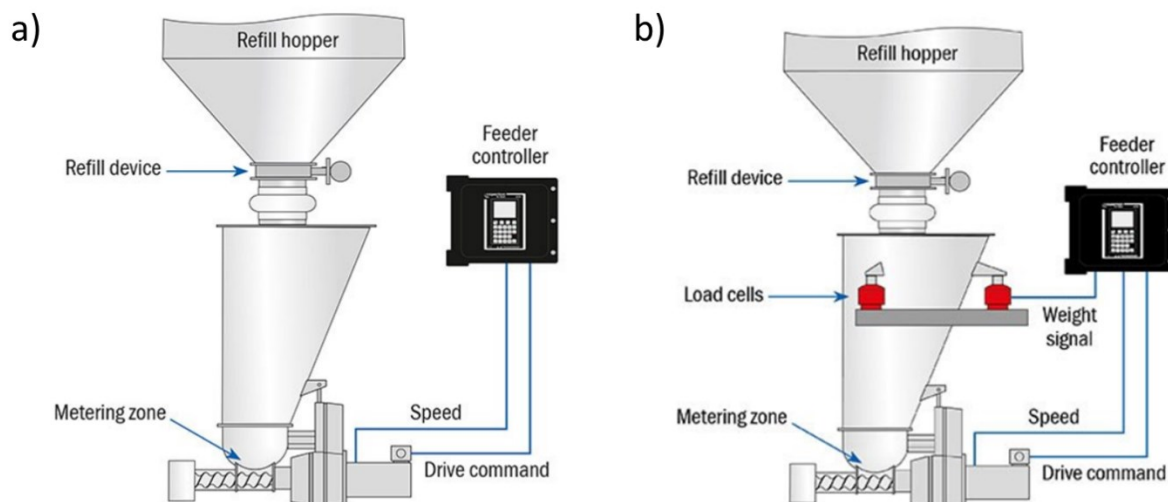 a)
Refill hopper
Refill device
Feeder
controller
Metering zone
Speed
Drive command
b)
Refill hopper
Refill device
Feeder
controller
Load cells
Weight
signal
Metering zone
Speed
Drive command